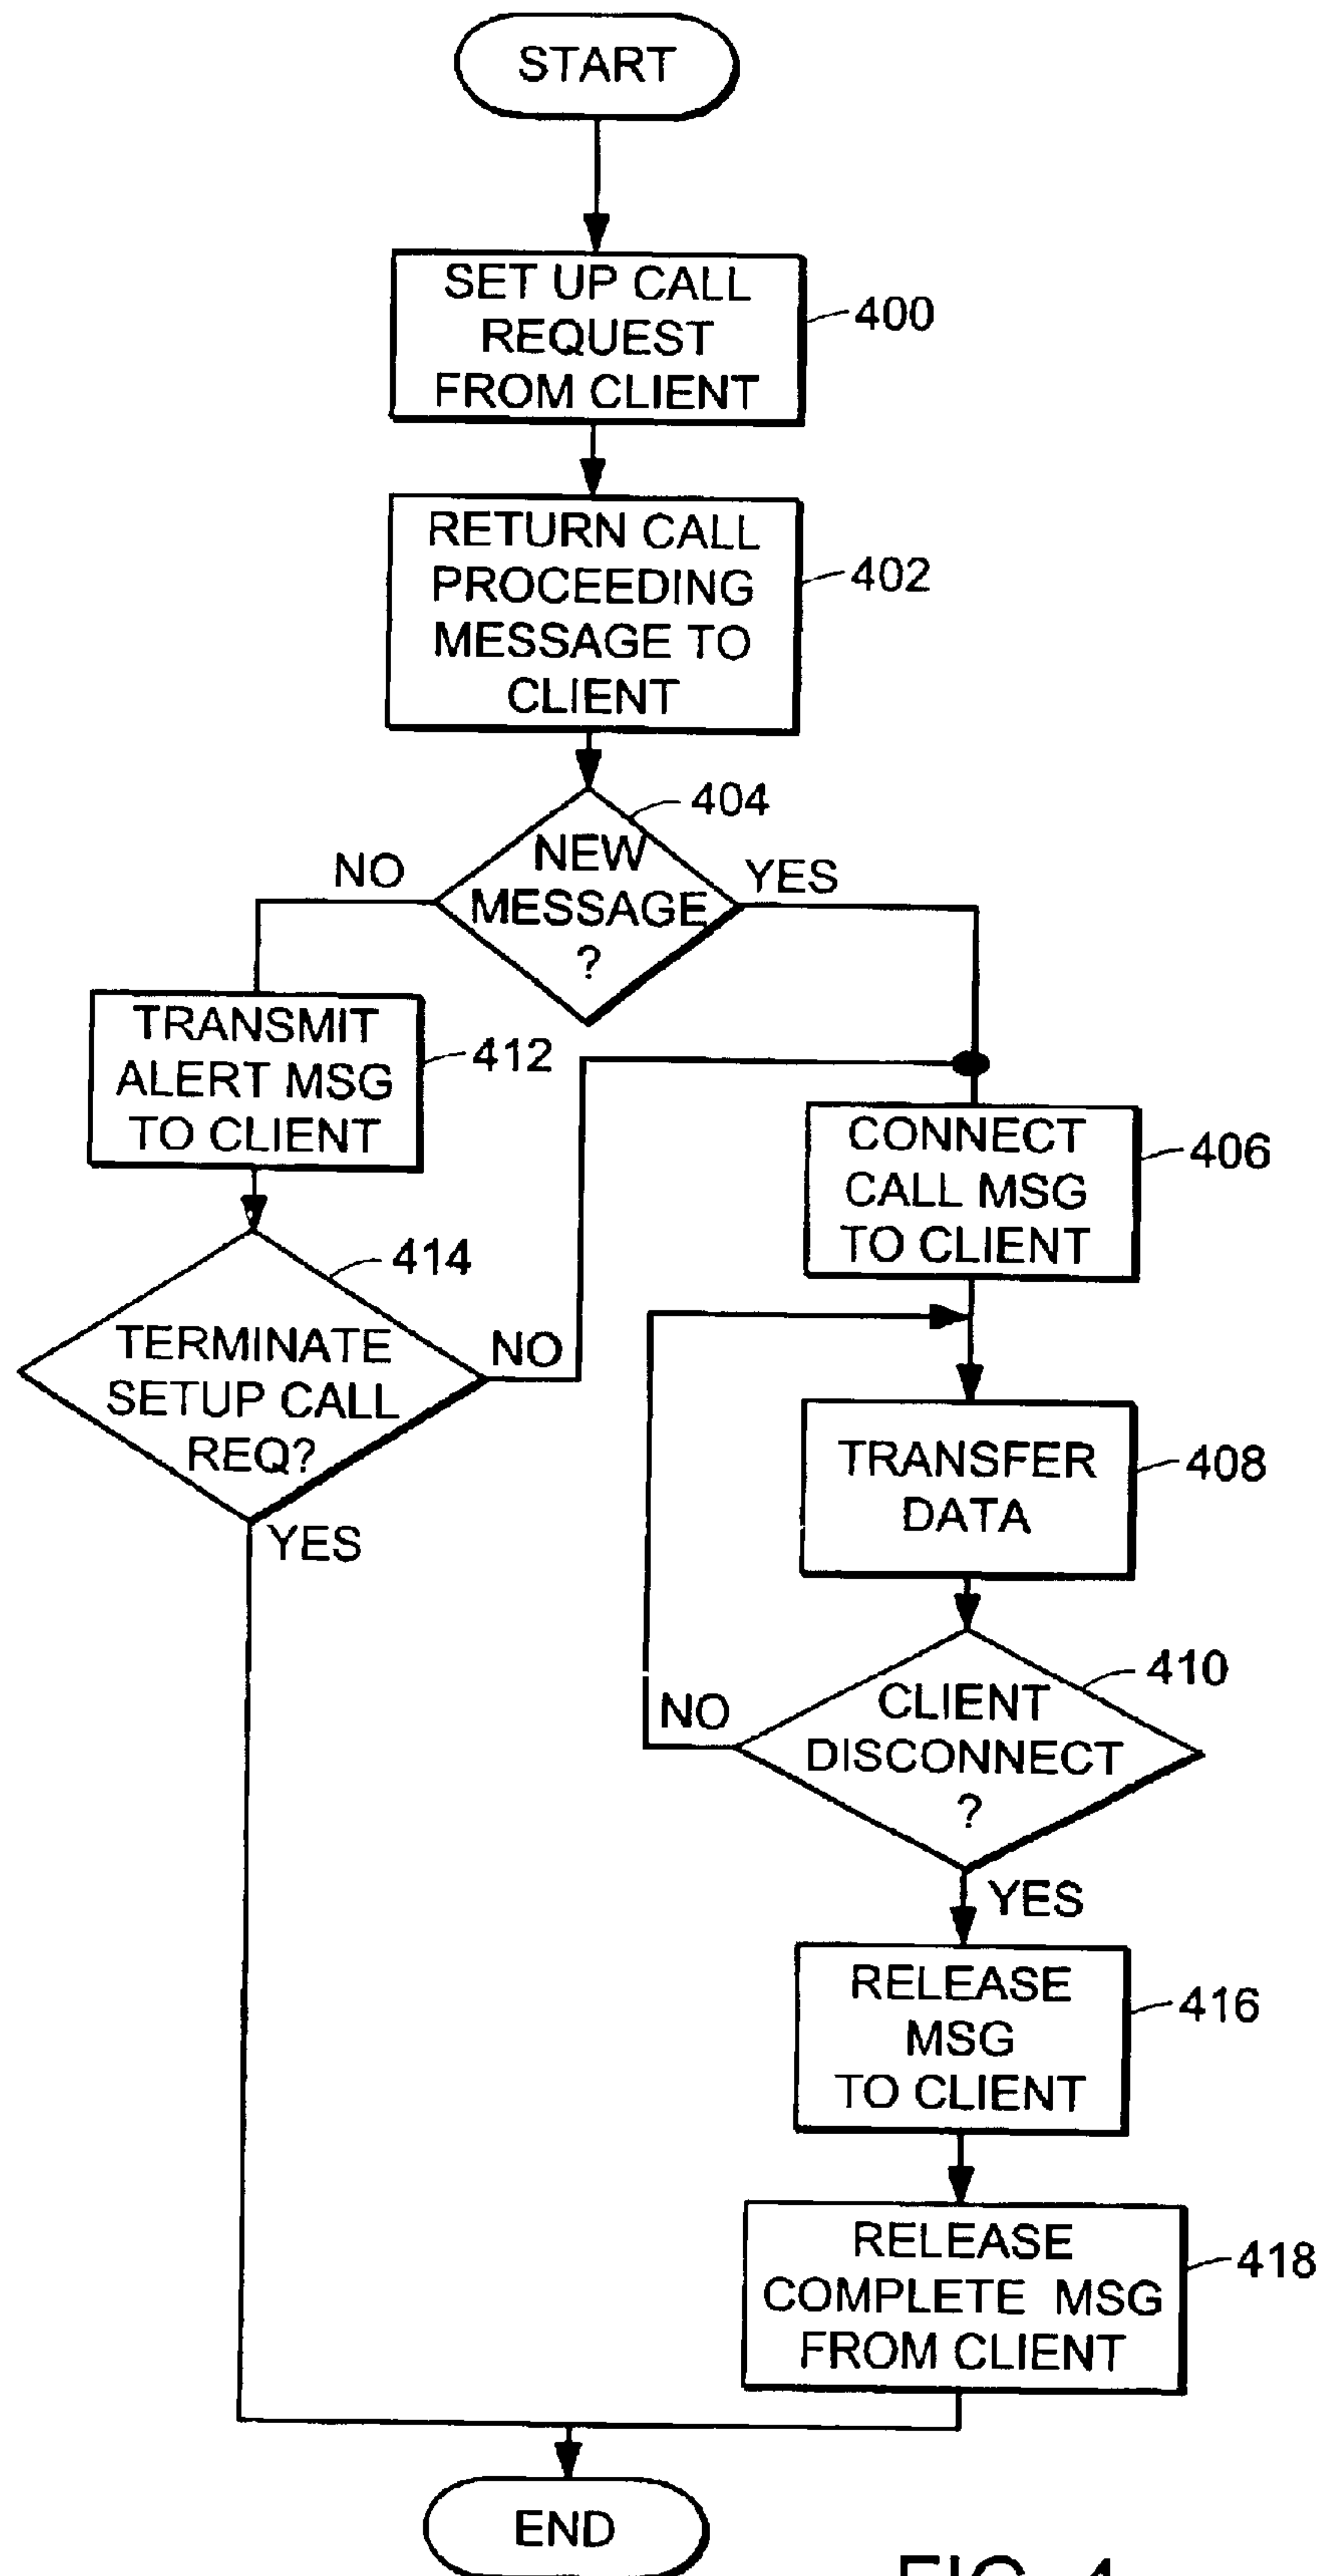 START
SET UP CALL
REQUEST
FROM CLIENT
400
RETURN CALL
PROCEEDING
MESSAGE TO
CLIENT
402
404
NEW
MESSAGE
?
NO
YES
TRANSMIT
ALERT MSG
TO CLIENT
412
CONNECT
CALL MSG
TO CLIENT
406
414
TERMINATE
SETUP CALL
REQ?
NO
YES
TRANSFER
DATA
408
410
CLIENT
DISCONNECT
?
NO
YES
RELEASE
MSG
TO CLIENT
416
RELEASE
COMPLETE MSG
FROM CLIENT
418
END
FIG. 4